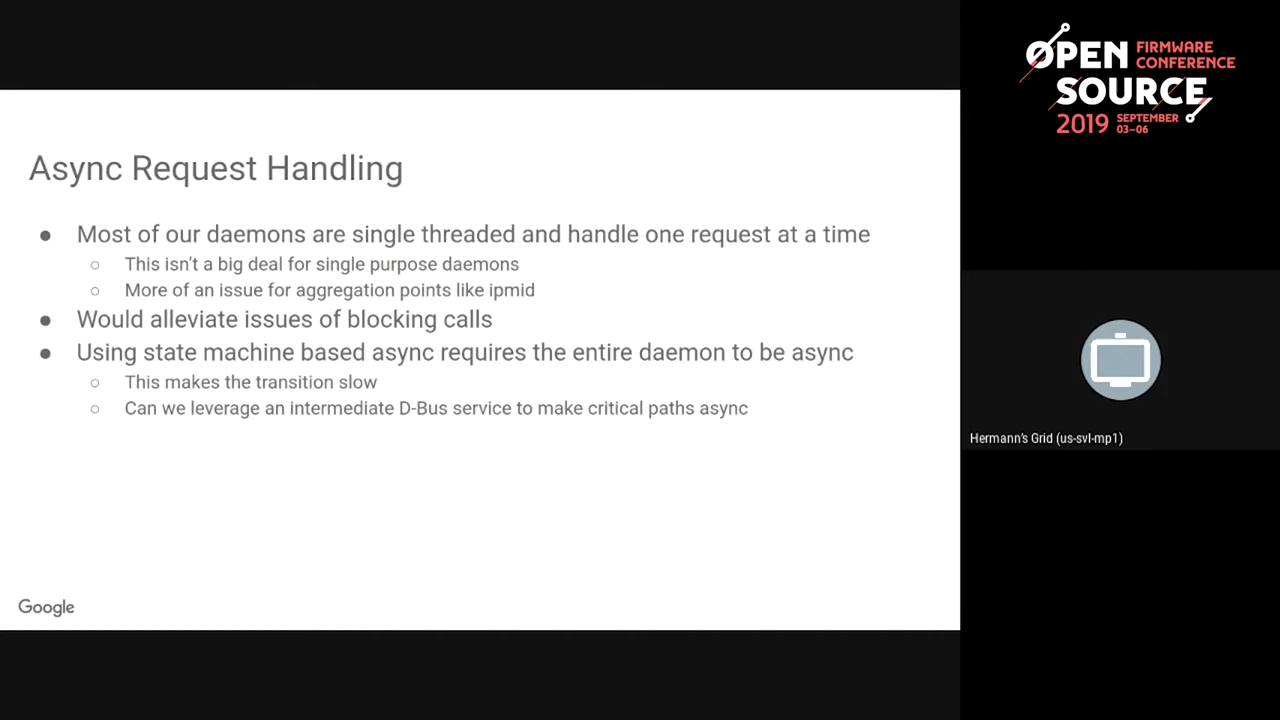 Async Request Handling
● Most of our daemons are single threaded and handle one request at a time
○ This isn't a big deal for single purpose daemons
○ More of an issue for aggregation points like ipmid
● Would alleviate issues of blocking calls
● Using state machine based async requires the entire daemon to be async
○ This makes the transition slow
○ Can we leverage an intermediate D-Bus service to make critical paths async
Google
OPEN FIRMWARE
CONFERENCE
SOURCE
2019 SEPTEMBER
03–06
Hermann's Grid (us-svl-mp1)